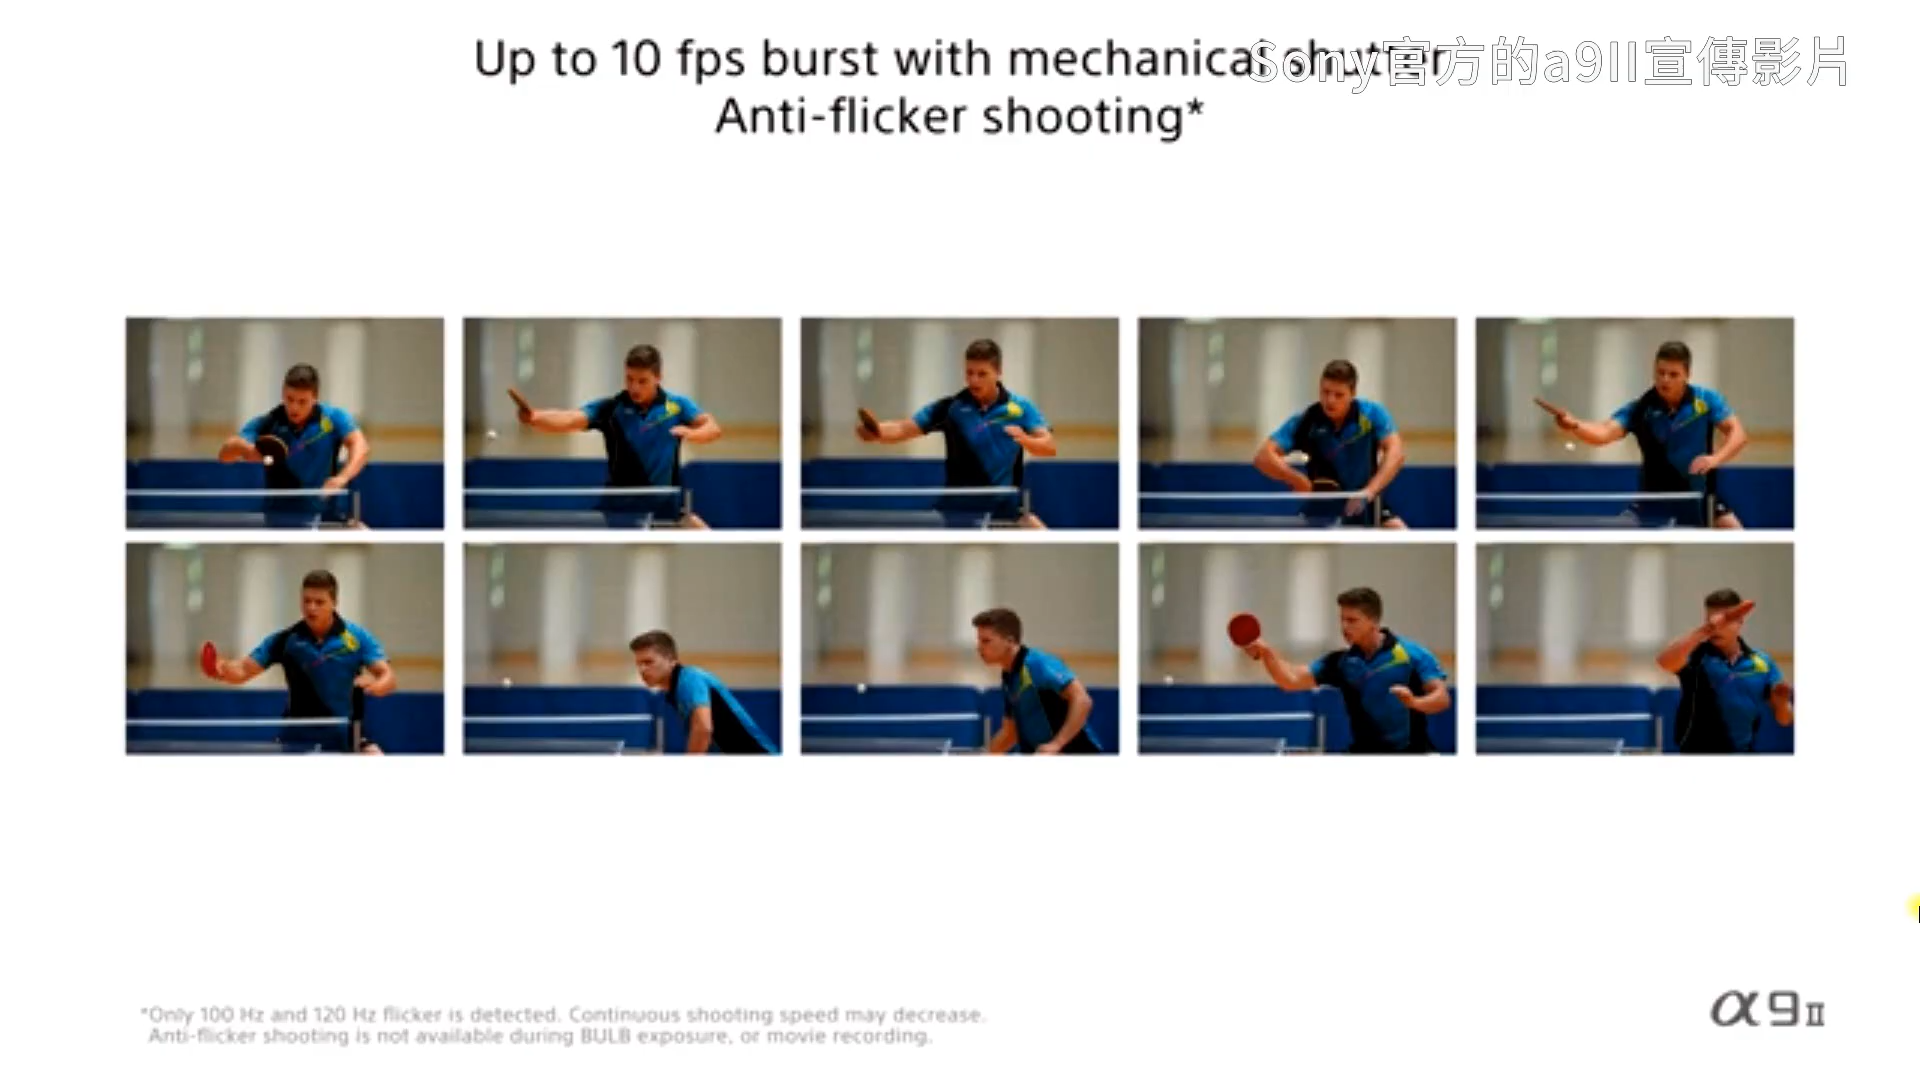 Up to 10 fps burst with mechanical shutter
Sony官方的a9II宣傳影片
Anti-flicker shooting*
*Only 100 Hz and 120 Hz flicker is detected. Continuous shooting speed may decrease.
Anti-flicker shooting is not available during BULB exposure, or movie recording.
α9II